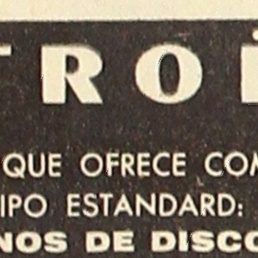 TROË
QUE OFRECE COM
IPO ESTANDARD:
NOS DE DISCO